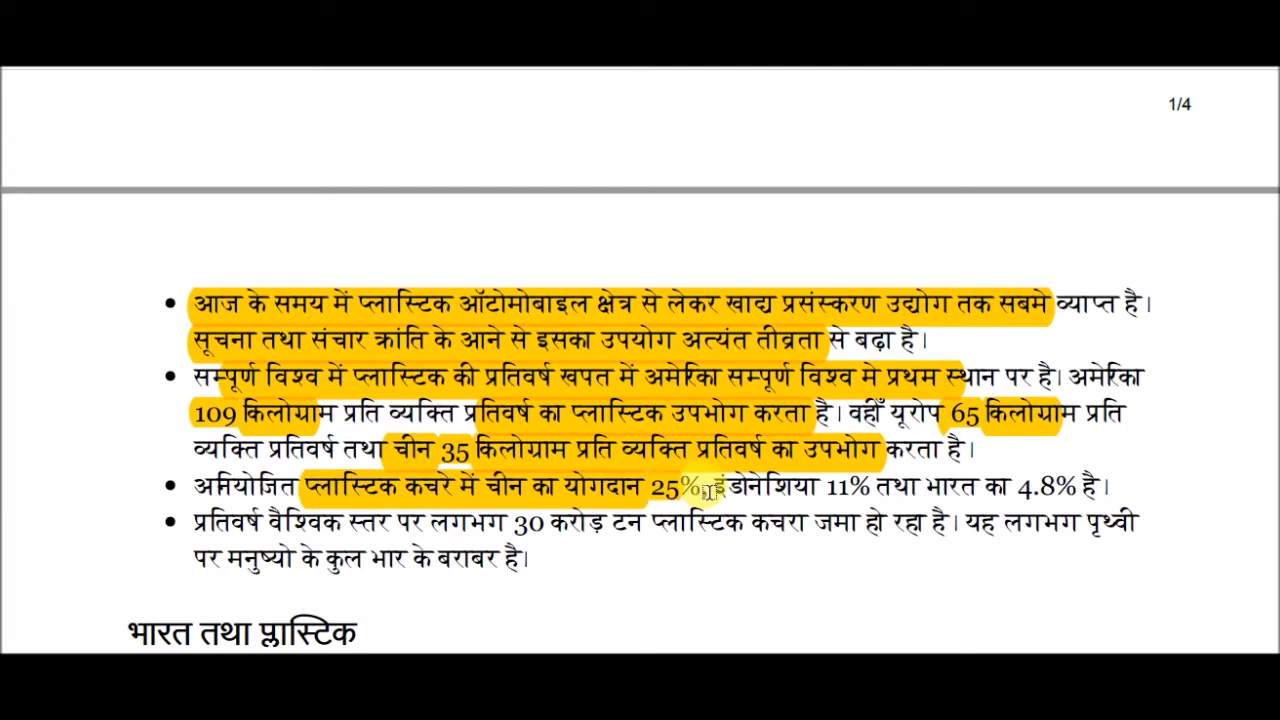 1/4
आज के समय में प्लास्टिक ऑटोमोबाइल क्षेत्र से लेकर खाद्य प्रसंस्करण उद्योग तक सबमे व्याप्त है।
सूचना तथा संचार क्रांति के आने से इसका उपयोग अत्यंत तीव्रता से बढ़ा है।
सम्पूर्ण विश्व में प्लास्टिक की प्रतिवर्ष खपत में अमेरिका सम्पूर्ण विश्व मे प्रथम स्थान पर है। अमेरिका
109 किलोग्राम प्रति व्यक्ति प्रतिवर्ष का प्लास्टिक उपभोग करता है। वहीँ यूरोप 65 किलोग्राम प्रति
व्यक्ति प्रतिवर्ष तथा चीन 35 किलोग्राम प्रति व्यक्ति प्रतिवर्ष का उपभोग करता है।
अनियोजित प्लास्टिक कचरे में चीन का योगदान 25%, इंडोनेशिया 11% तथा भारत का 4.8% है।
प्रतिवर्ष वैश्विक स्तर पर लगभग 30 करोड़ टन प्लास्टिक कचरा जमा हो रहा है। यह लगभग पृथ्वी
पर मनुष्यो के कुल भार के बराबर है।
भारत तथा प्लास्टिक